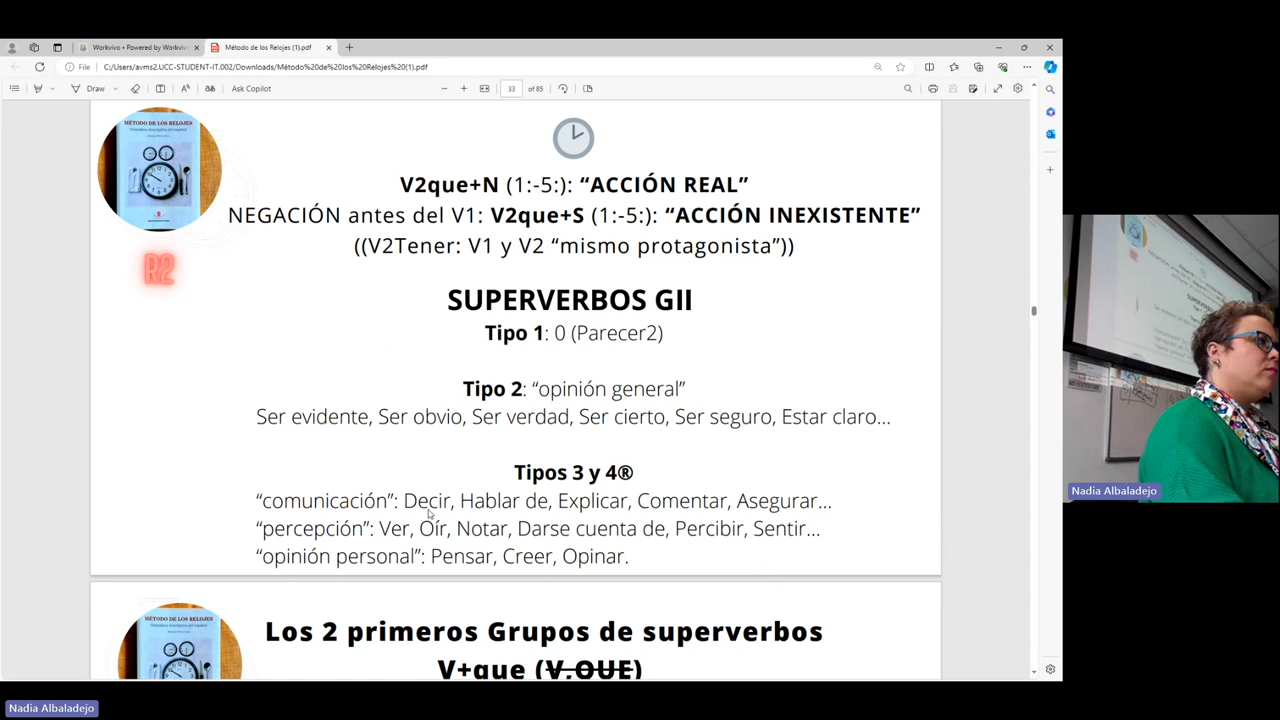 Workvivo • Powered by Workviv
Método de los Relojes (1).pdf
File
C:/Users/avms2.UCC-STUDENT-IT.002/Downloads/Método%20de%20los%20Relojes%20(1).pdf
Draw
Ask Copilot
33
of 85
MÉTODO DE LOS RELOJES
V2que+N (1:-5:): “ACCIÓN REAL”
NEGACIÓN antes del V1: V2que+S (1:-5:): “ACCIÓN INEXISTENTE”
((V2Tener: V1 y V2 “mismo protagonista”))
R2
SUPERVERBOS GII
Tipo 1: 0 (Parecer2)
Tipo 2: “opinión general”
Ser evidente, Ser obvio, Ser verdad, Ser cierto, Ser seguro, Estar claro...
Tipos 3 y 4®
“comunicación”: Decir, Hablar de, Explicar, Comentar, Asegurar...
“percepción”: Ver, Oír, Notar, Darse cuenta de, Percibir, Sentir...
“opinión personal”: Pensar, Creer, Opinar.
MÉTODO DE LOS RELOJES
Los 2 primeros Grupos de superverbos
V+que (V,QUE)
Nadia Albaladejo
Nadia Albaladejo